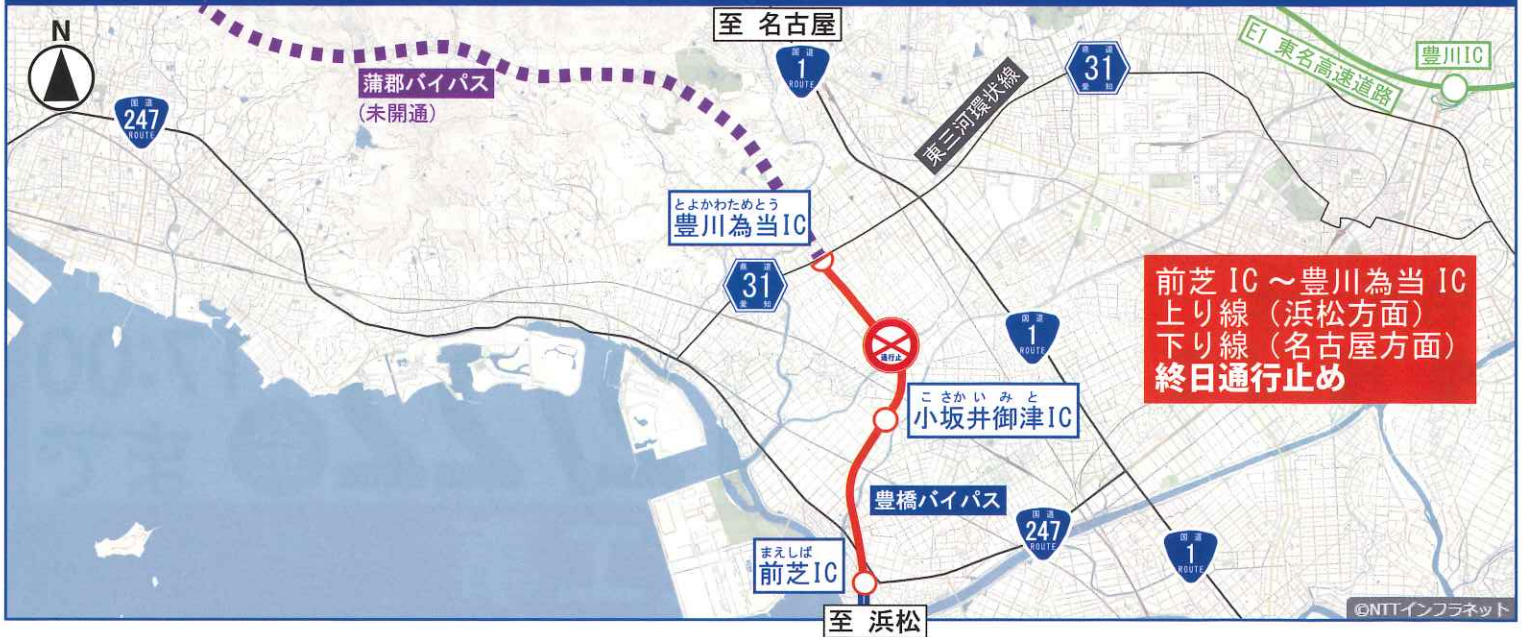 至 名古屋
N
国道
1
ROUTE
県道
31
愛知
E1 東名高速道路
豊川IC
蒲郡バイパス
(未開通)
国道
247
ROUTE
東三河環状線
とよかわためとう
豊川為当IC
県道
31
愛知
前芝 IC ～豊川為当 IC
上り線（浜松方面）
下り線（名古屋方面）
終日通行止め
国道
1
ROUTE
通行止
こさかいみと
小坂井御津IC
豊橋バイパス
国道
247
ROUTE
国道
1
ROUTE
まえしば
前芝IC
©NTTインフラネット
至 浜松